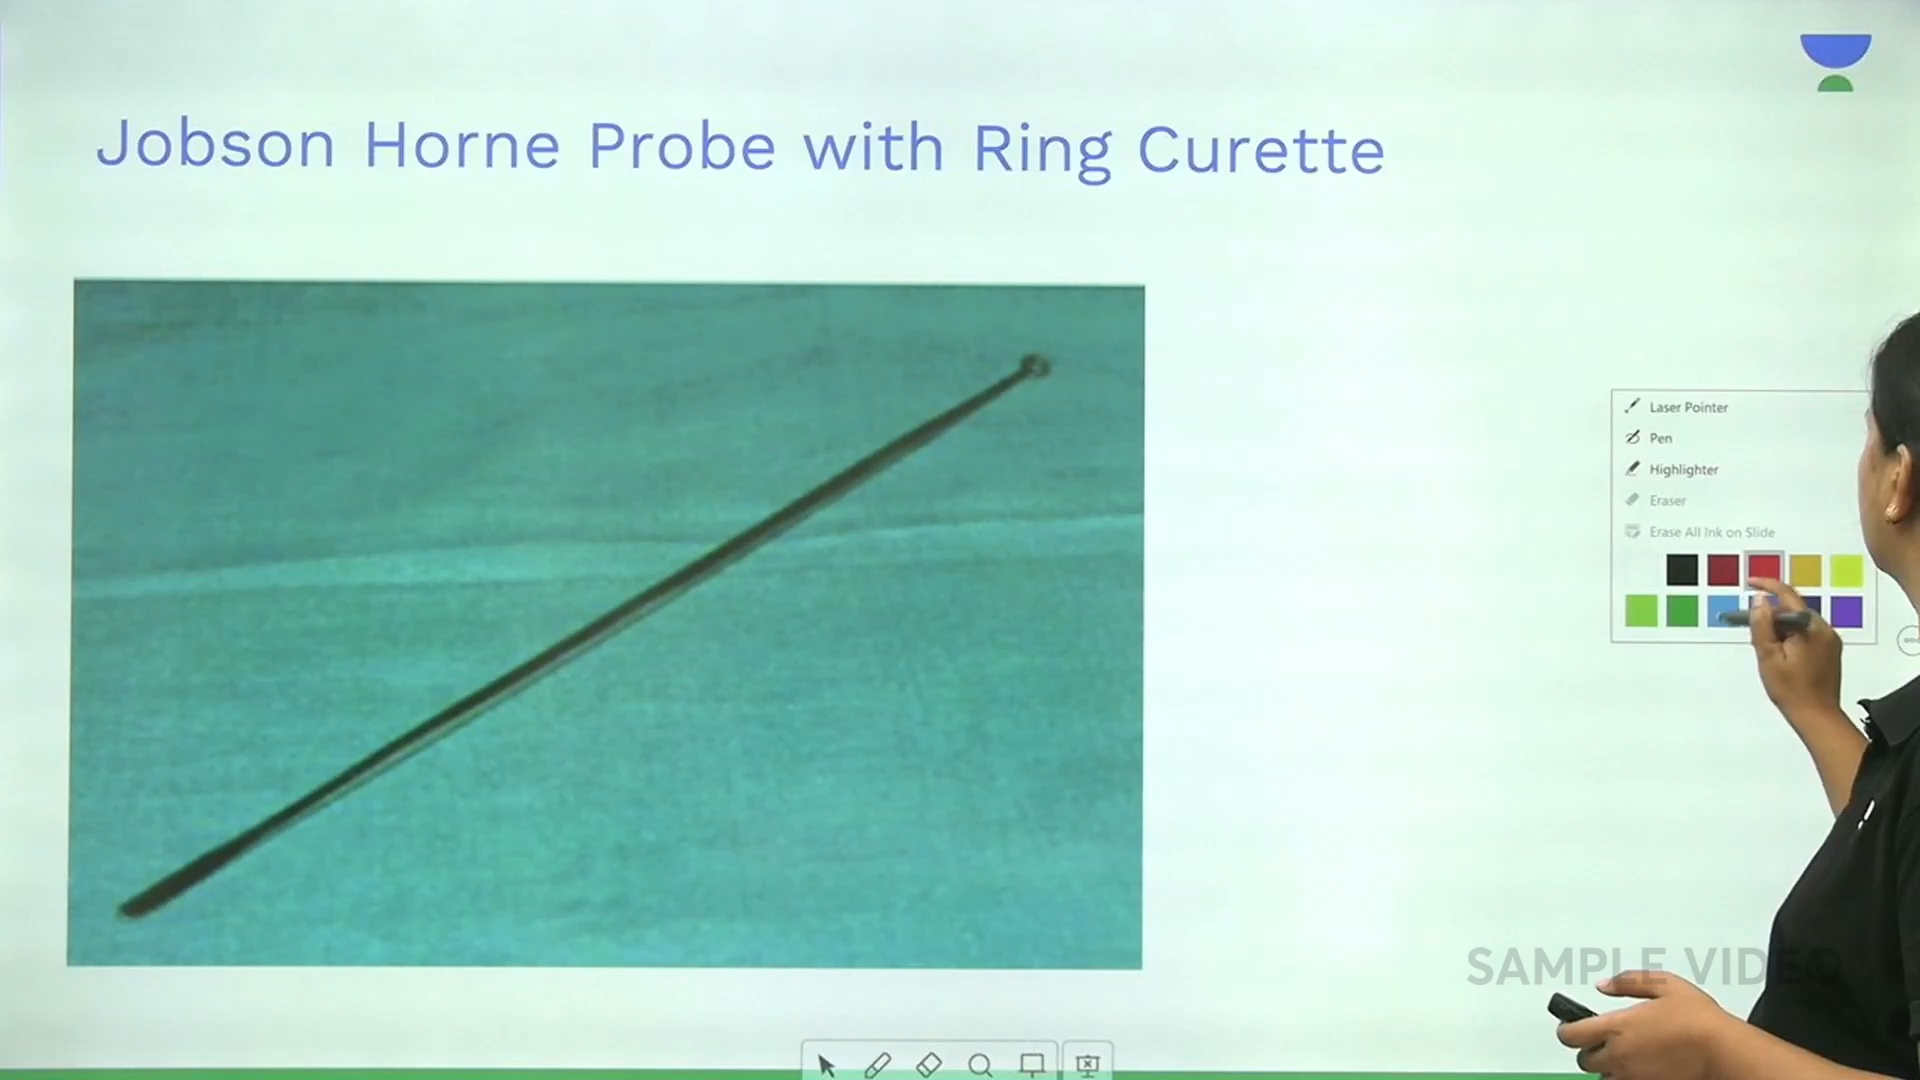 Jobson Horne Probe with Ring Curette
Laser Pointer
Pen
Highlighter
Eraser
Erase All Ink on Slide
SAMPLE VIDEO